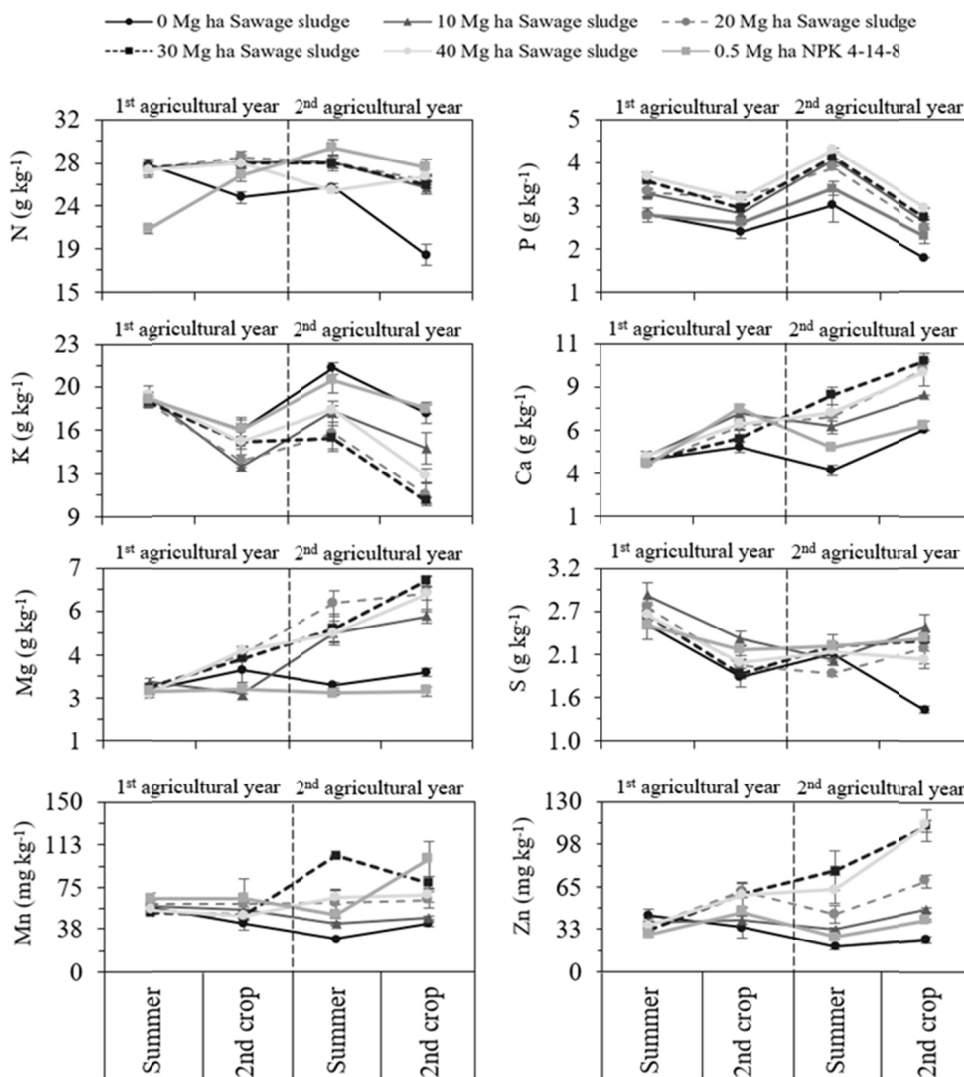 0 Mg ha Sawage sludge 10 Mg ha Sawage sludge 20 Mg ha Sawage sludge
30 Mg ha Sawage sludge 40 Mg ha Sawage sludge 0.5 Mg ha NPK 4-14-8
1st agricultural year 2nd agricultural year
N (g kg-1)
32
28
24
19
15
1st agricultural year 2nd agricultural year
P (g kg-1)
5
4
3
2
1
1st agricultural year 2nd agricultural year
K (g kg-1)
23
20
16
13
9
1st agricultural year 2nd agricultural year
Ca (g kg-1)
11
9
6
4
1
1st agricultural year 2nd agricultural year
Mg (g kg-1)
7
6
4
3
1
1st agricultural year 2nd agricultural year
S (g kg-1)
3.2
2.7
2.1
1.6
1.0
1st agricultural year 2nd agricultural year
Mn (mg kg-1)
150
113
75
38
0
1st agricultural year 2nd agricultural year
Zn (mg kg-1)
130
98
65
33
0
Summer
2nd crop
Summer
2nd crop
Summer
2nd crop
Summer
2nd crop